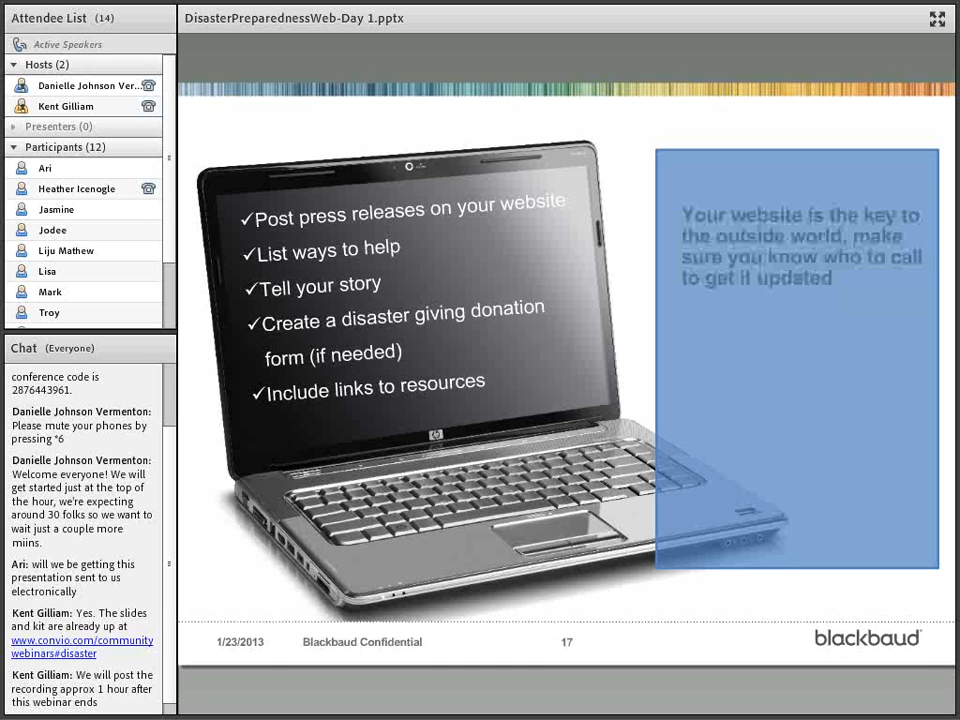 Attendee List (14)
Active Speakers
Hosts (2)
Danielle Johnson Ver...
Kent Gilliam
Presenters (0)
Participants (12)
Ari
Heather Icenogle
Jasmine
Jodee
Liju Mathew
Lisa
Mark
Troy
Chat (Everyone)
conference code is
2876443961.
Danielle Johnson Vermenton:
Please mute your phones by
pressing *6
Danielle Johnson Vermenton:
Welcome everyone! We will
get started just at the top of
the hour, we're expecting
around 30 folks so we want to
wait just a couple more
miins.
Ari: will we be getting this
presentation sent to us
electronically
Kent Gilliam: Yes. The slides
and kit are already up at
www.convio.com/community
webinars#disaster
Kent Gilliam: We will post the
recording approx 1 hour after
this webinar ends
DisasterPreparednessWeb-Day 1.pptx
✓Post press releases on your website
✓List ways to help
✓Tell your story
✓Create a disaster giving donation
form (if needed)
✓Include links to resources
hp
Your website is the key to
the outside world, make
sure you know who to call
to get it updated
1/23/2013 Blackbaud Confidential 17
blackbaud